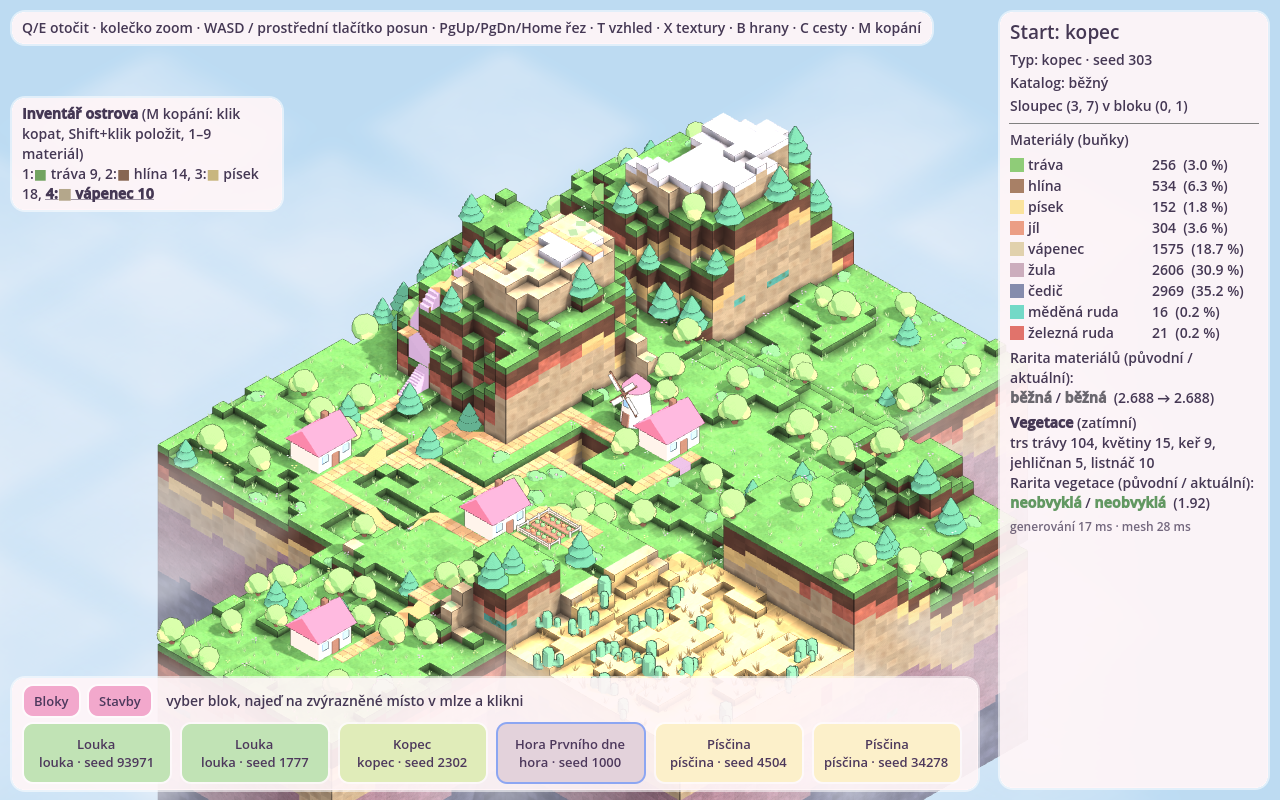 Q/E otočit · kolečko zoom · WASD / prostřední tlačítko posun · PgUp/PgDn/Home řez · T vzhled · X textury · B hrany · C cesty · M kopání
Inventář ostrova (M kopání: klik
kopat, Shift+klik položit, 1–9
materiál)
1: tráva 9, 2: hlína 14, 3: písek
18, 4: vápenec 10
Start: kopec
Typ: kopec · seed 303
Katalog: běžný
Sloupec (3, 7) v bloku (0, 1)
Materiály (buňky)
tráva 256 (3.0 %)
hlína 534 (6.3 %)
písek 152 (1.8 %)
jíl 304 (3.6 %)
vápenec 1575 (18.7 %)
žula 2606 (30.9 %)
čedič 2969 (35.2 %)
měděná ruda 16 (0.2 %)
železná ruda 21 (0.2 %)
Rarita materiálů (původní /
aktuální):
běžná / běžná (2.688 → 2.688)
Vegetace (zatímní)
trs trávy 104, květiny 15, keř 9,
jehličnan 5, listnáč 10
Rarita vegetace (původní / aktuální):
neobvyklá / neobvyklá (1.92)
generování 17 ms · mesh 28 ms
Bloky Stavby vyber blok, najeď na zvýrazněné místo v mlze a klikni
Louka Louka Kopec Hora Prvního dne Písčina Písčina
louka · seed 93971 louka · seed 1777 kopec · seed 2302 hora · seed 1000 písčina · seed 4504 písčina · seed 34278